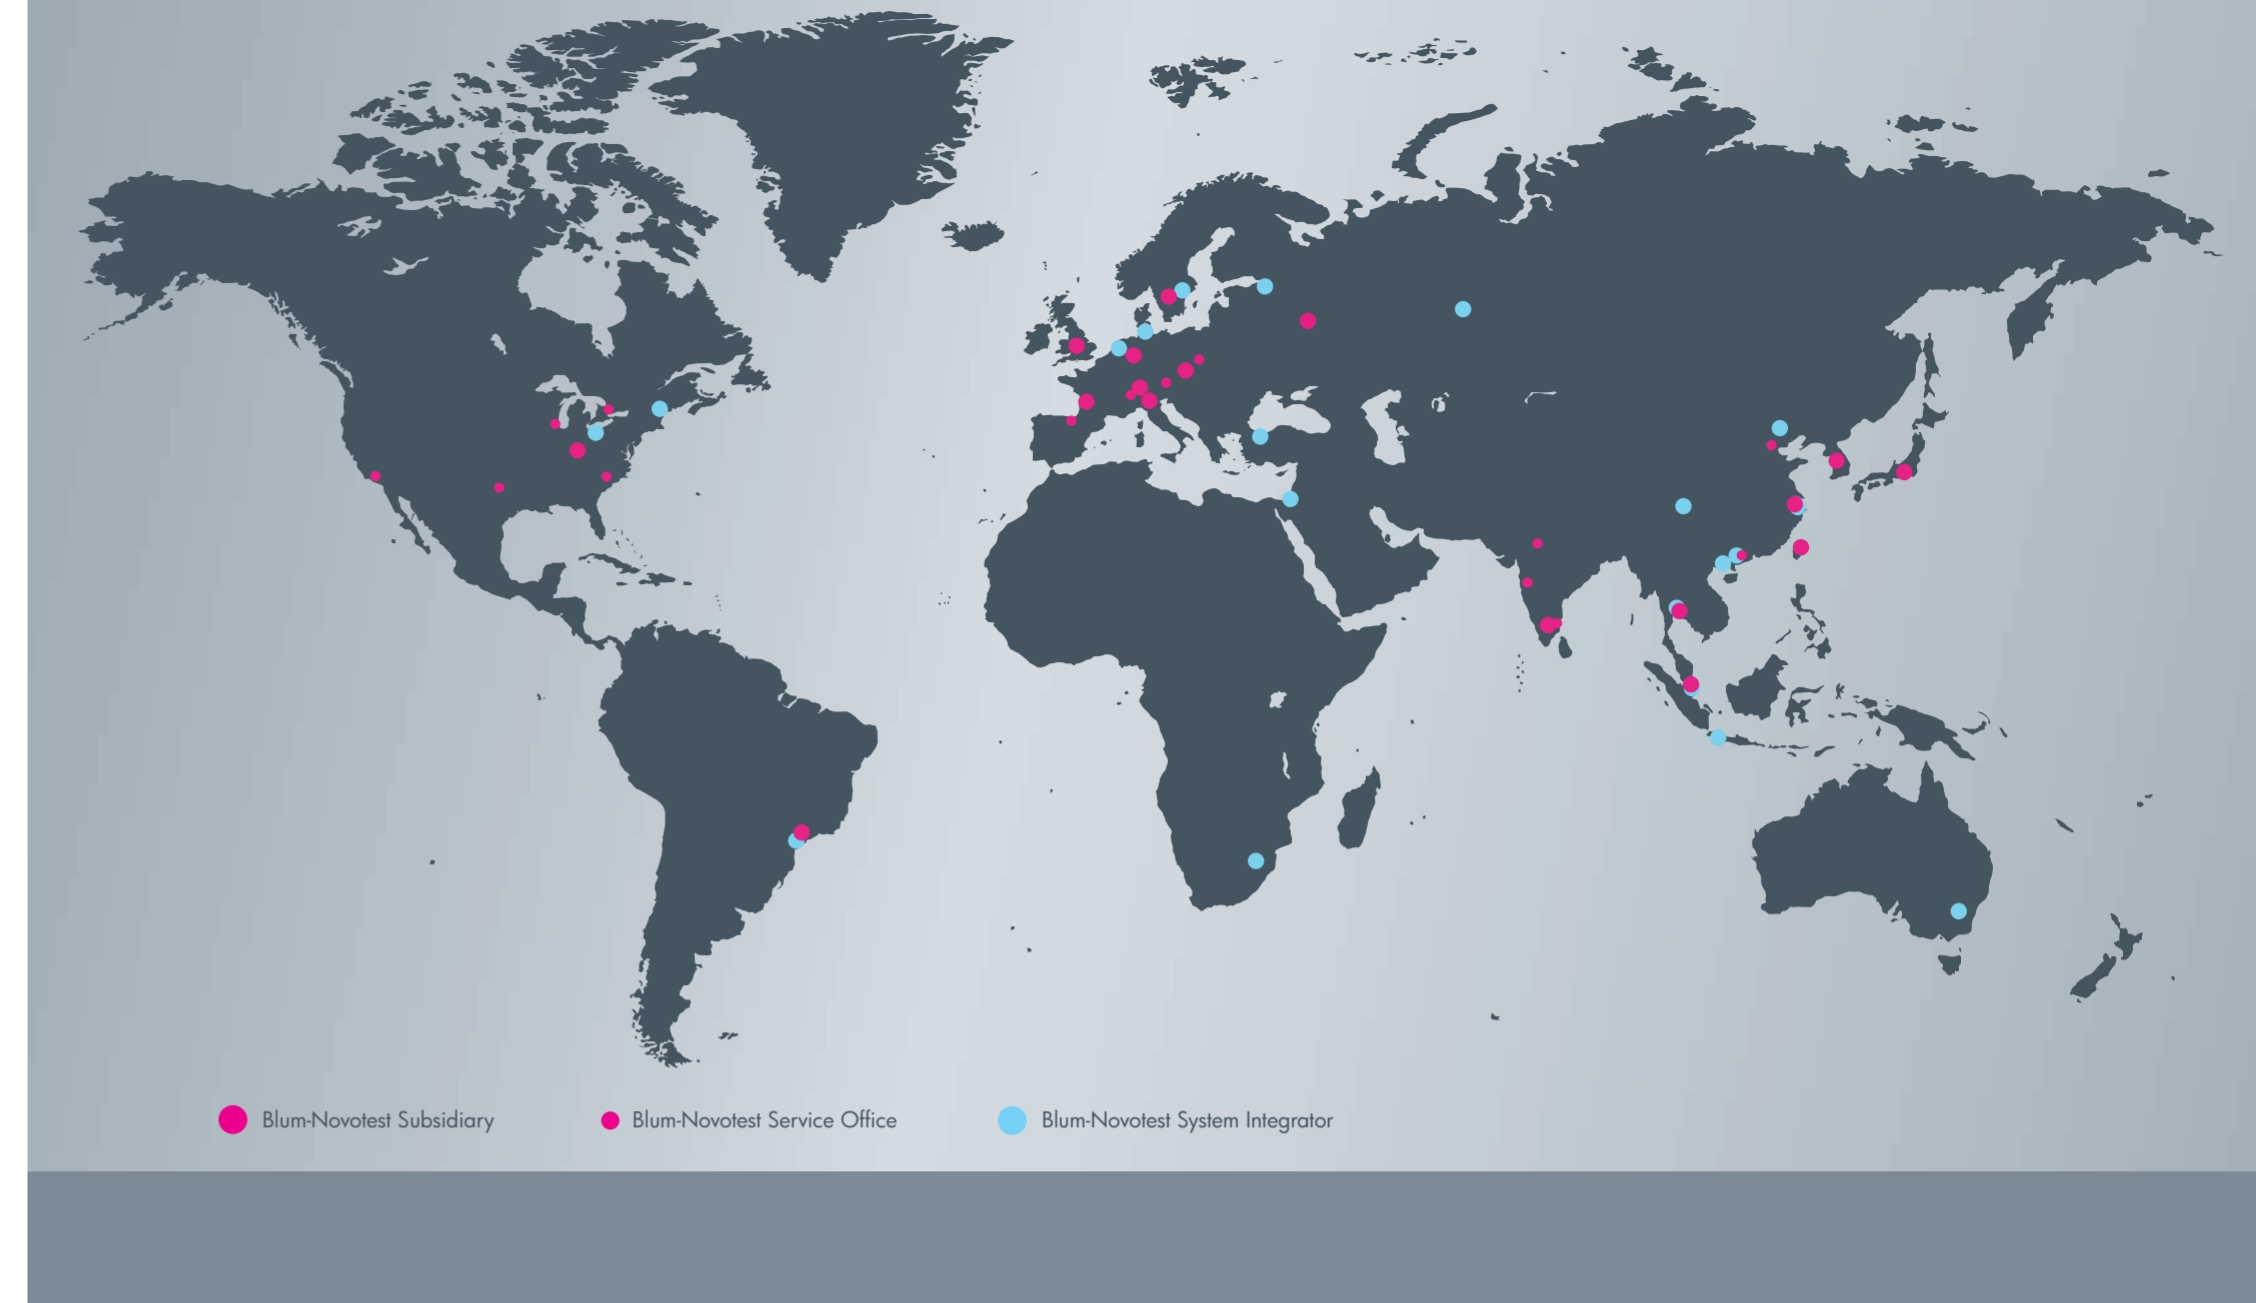 Blum-Novotest Subsidiary
Blum-Novotest Service Office
Blum-Novotest System Integrator